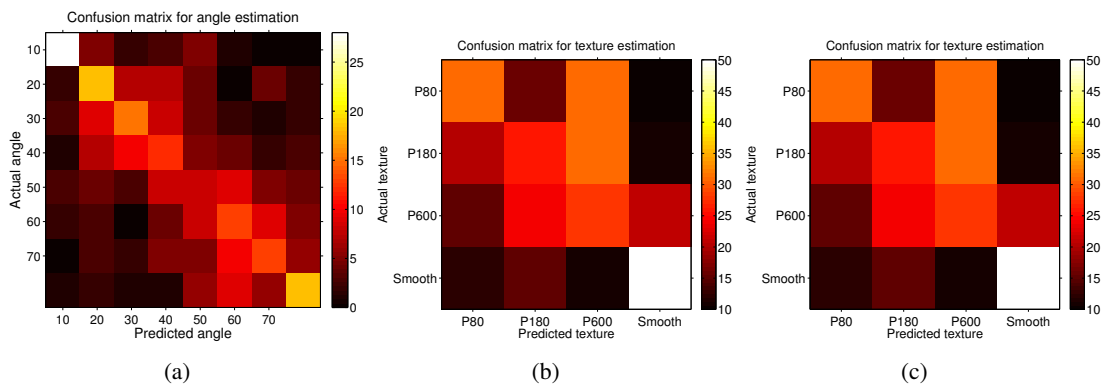 Confusion matrix for angle estimation
10
20
30
40
50
60
70
Actual angle
10 20 30 40 50 60 70
Predicted angle
25
20
15
10
5
0
(a)
Confusion matrix for texture estimation
P80
P180
P600
Smooth
Actual texture
P80 P180 P600 Smooth
Predicted texture
50
45
40
35
30
25
20
15
10
(b)
Confusion matrix for texture estimation
P80
P180
P600
Smooth
Actual texture
P80 P180 P600 Smooth
Predicted texture
50
45
40
35
30
25
20
15
10
(c)